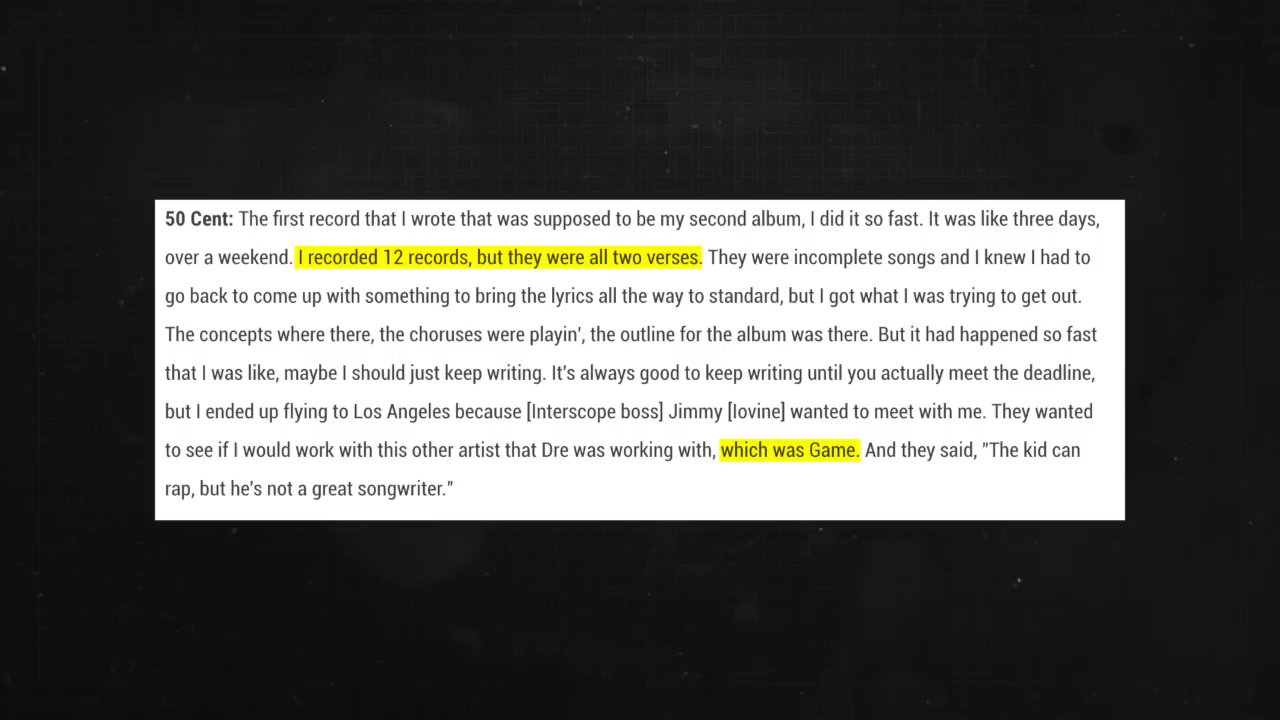 50 Cent: The first record that I wrote that was supposed to be my second album, I did it so fast. It was like three days,
over a weekend. I recorded 12 records, but they were all two verses. They were incomplete songs and I knew I had to
go back to come up with something to bring the lyrics all the way to standard, but I got what I was trying to get out.
The concepts where there, the choruses were playin', the outline for the album was there. But it had happened so fast
that I was like, maybe I should just keep writing. It's always good to keep writing until you actually meet the deadline,
but I ended up flying to Los Angeles because [Interscope boss] Jimmy [Iovine] wanted to meet with me. They wanted
to see if I would work with this other artist that Dre was working with, which was Game. And they said, "The kid can
rap, but he's not a great songwriter."